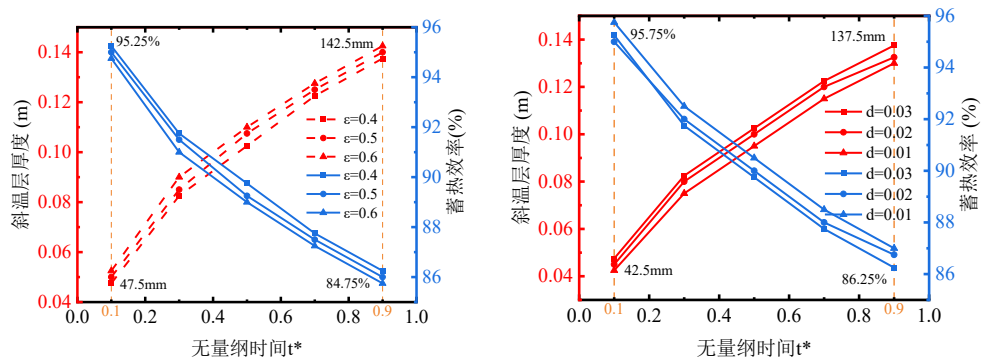 0.14
0.12
0.10
0.08
0.06
0.04
斜温层厚度 (m)
95.25%
142.5mm
ε=0.4
ε=0.5
ε=0.6
ε=0.4
ε=0.5
ε=0.6
47.5mm
84.75%
0.1
0.9
0.0 0.2 0.4 0.6 0.8 1.0
无量纲时间t*
96
95
92
91
90
89
88
86
蓄热效率(%)
0.14
0.12
0.10
0.08
0.06
0.04
斜温层厚度 (m)
95.75%
137.5mm
d=0.03
d=0.02
d=0.01
d=0.03
d=0.02
d=0.01
42.5mm
86.25%
0.1
0.9
0.0 0.2 0.4 0.6 0.8 1.0
无量纲时间t*
96
95
92
90
89
88
86
蓄热效率(%)